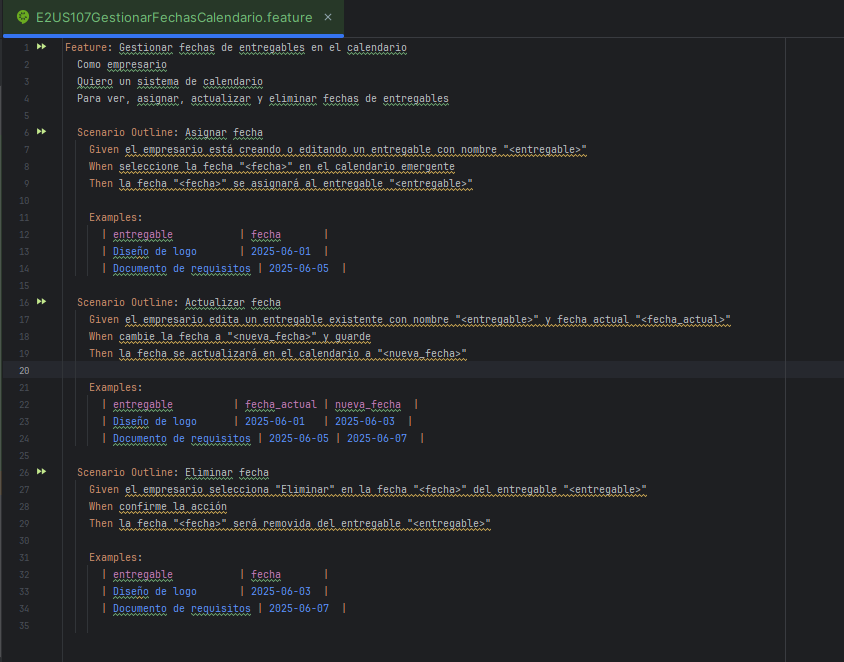 E2US107GestionarFechasCalendario.feature ×
1 Feature: Gestionar fechas de entregables en el calendario
2 Como empresario
3 Quiero un sistema de calendario
4 Para ver, asignar, actualizar y eliminar fechas de entregables
5
6 Scenario Outline: Asignar fecha
7 Given el empresario está creando o editando un entregable con nombre "<entregable>"
8 When seleccione la fecha "<fecha>" en el calendario emergente
9 Then la fecha "<fecha>" se asignará al entregable "<entregable>"
10
11 Examples:
12 | entregable | fecha |
13 | Diseño de logo | 2025-06-01 |
14 | Documento de requisitos | 2025-06-05 |
15
16 Scenario Outline: Actualizar fecha
17 Given el empresario edita un entregable existente con nombre "<entregable>" y fecha actual "<fecha_actual>"
18 When cambie la fecha a "<nueva_fecha>" y guarde
19 Then la fecha se actualizará en el calendario a "<nueva_fecha>"
20
21 Examples:
22 | entregable | fecha_actual | nueva_fecha |
23 | Diseño de logo | 2025-06-01 | 2025-06-03 |
24 | Documento de requisitos | 2025-06-05 | 2025-06-07 |
25
26 Scenario Outline: Eliminar fecha
27 Given el empresario selecciona "Eliminar" en la fecha "<fecha>" del entregable "<entregable>"
28 When confirme la acción
29 Then la fecha "<fecha>" será removida del entregable "<entregable>"
30
31 Examples:
32 | entregable | fecha |
33 | Diseño de logo | 2025-06-03 |
34 | Documento de requisitos | 2025-06-07 |
35